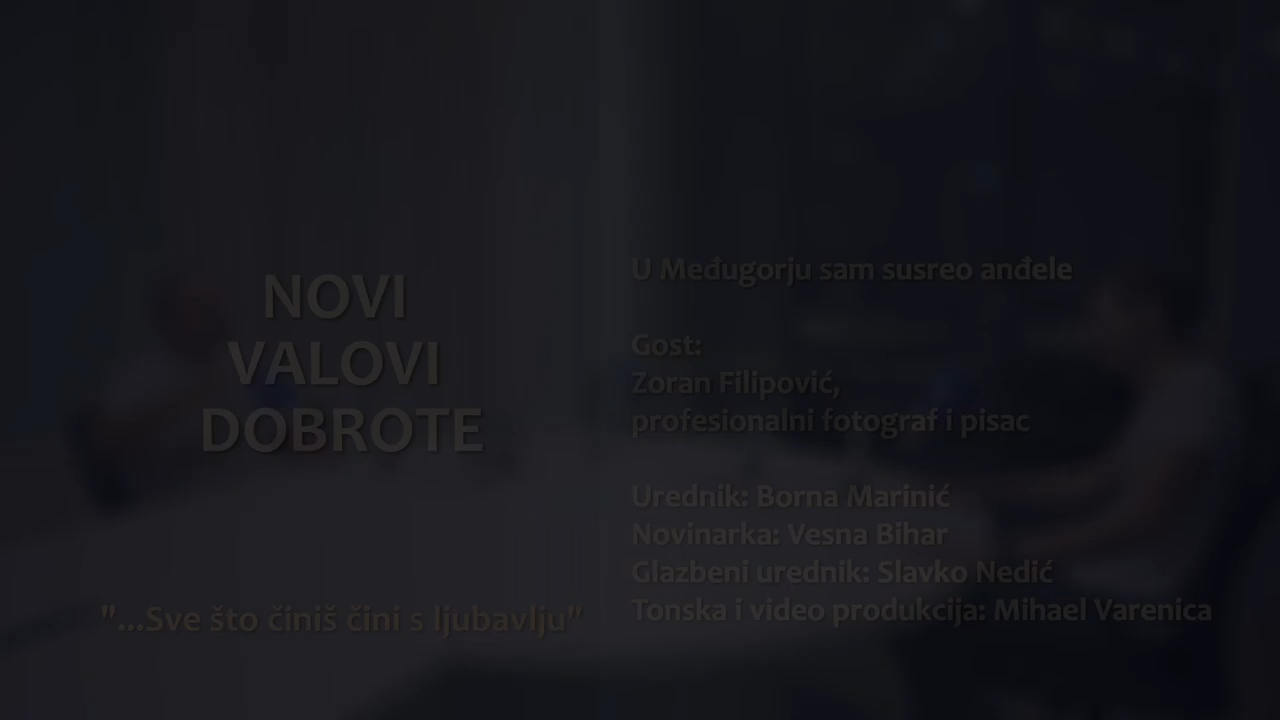 NOVI
VALOVI
DOBROTE
"...Sve što činiš čini s ljubavlju"
U Međugorju sam susreo anđele
Gost:
Zoran Filipović,
profesionalni fotograf i pisac
Urednik: Borna Marinić
Novinarka: Vesna Bihar
Glazbeni urednik: Slavko Nedić
Tonska i video produkcija: Mihael Varenica